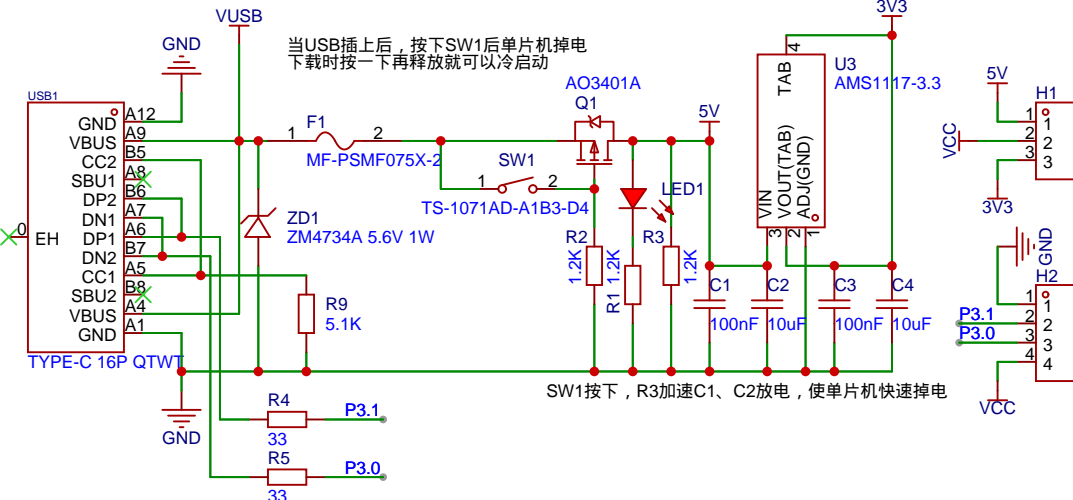 VUSB
3V3
GND
当USB插上后，按下SW1后单片机掉电
下载时按一下再释放就可以冷启动
4
TAB
U3
AMS1117-3.3
5V
AO3401A
Q1
H1
USB1
A12
GND
A9
VBUS
B5
CC2
A8
SBU1
B6
DP2
A7
DN1
A6
DP1
B7
DN2
A5
CC1
B8
SBU2
A4
VBUS
A1
GND
0
EH
TYPE-C 16P QTWT
F1
1
2
MF-PSMF075X-2
SW1
1
2
TS-1071AD-A1B3-D4
5V
LED1
VIN
VOUT(TAB)
ADJ(GND)
3
2
1
1
1
VCC
2
2
3
3
3V3
ZD1
ZM4734A 5.6V 1W
R2
1.2K
R1
1.2K
R3
1.2K
GND
H2
C1
100nF
C2
10uF
C3
100nF
C4
10uF
R9
5.1K
1
1
P3.1
2
2
P3.0
3
3
4
4
VCC
SW1按下，R3加速C1、C2放电，使单片机快速掉电
GND
R4
33
P3.1
R5
33
P3.0